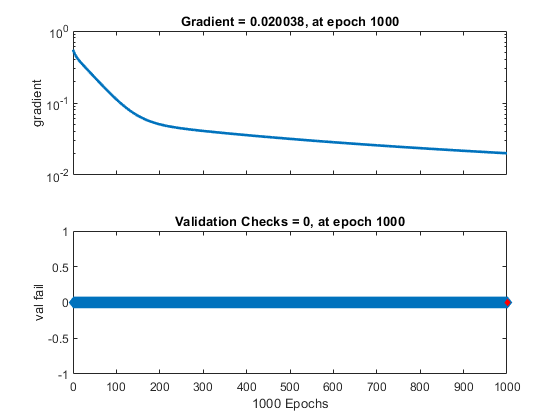 Gradient = 0.020038, at epoch 1000
10^0
10^-1
10^-2
gradient
Validation Checks = 0, at epoch 1000
1
0.5
0
-0.5
-1
val fail
0 100 200 300 400 500 600 700 800 900 1000
1000 Epochs